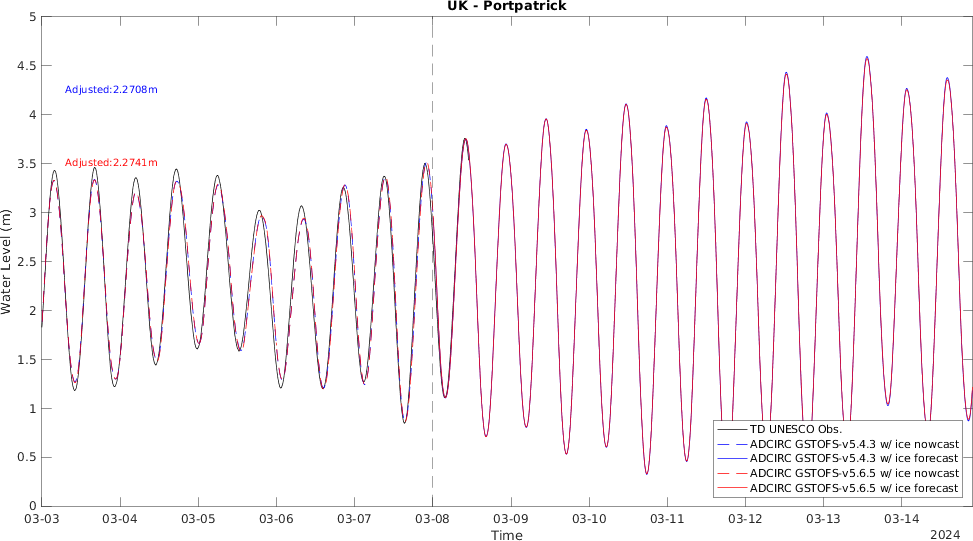 UK - Portpatrick
5
4.5
4
3.5
3
2.5
2
1.5
1
0.5
0
Water Level (m)
Adjusted:2.2708m
Adjusted:2.2741m
TD UNESCO Obs.
ADCIRC GSTOFS-v5.4.3 w/ ice nowcast
ADCIRC GSTOFS-v5.4.3 w/ ice forecast
ADCIRC GSTOFS-v5.6.5 w/ ice nowcast
ADCIRC GSTOFS-v5.6.5 w/ ice forecast
03-03 03-04 03-05 03-06 03-07 03-08 03-09 03-10 03-11 03-12 03-13 03-14
Time
2024